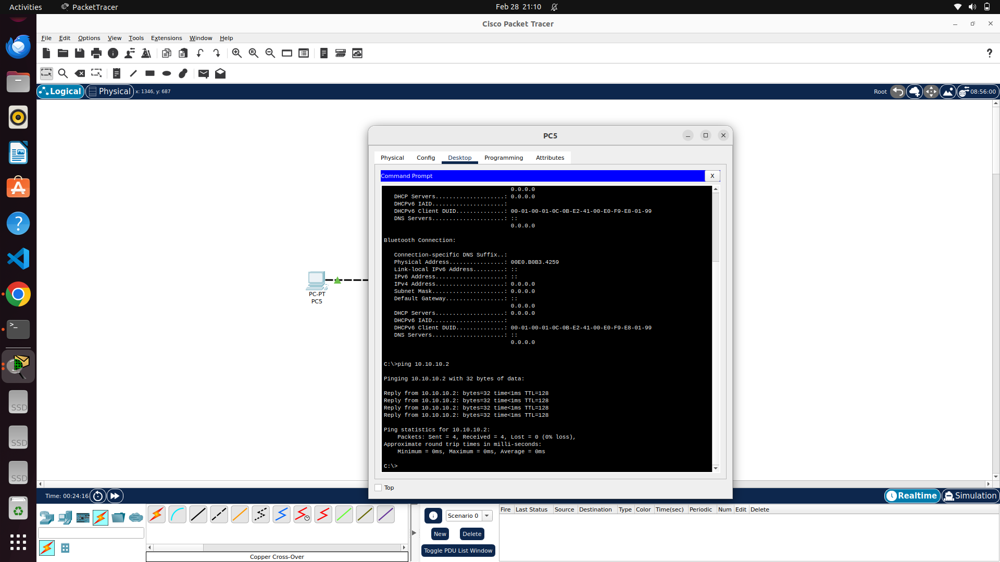 Activities
PacketTracer
Feb 28 21:10
Cisco Packet Tracer
File Edit Options View Tools Extensions Window Help
?
Logical
Physical
x: 1346, y: 687
Root
08:56:00
PC5
Physical Config Desktop Programming Attributes
Command Prompt
X
0.0.0.0
DHCP Servers....................: 0.0.0.0
DHCPv6 IAID.....................:
DHCPv6 Client DUID..............: 00-01-00-01-0C-0B-E2-41-00-E0-F9-E8-01-99
DNS Servers.....................: ::
0.0.0.0
Bluetooth Connection:
Connection-specific DNS Suffix..:
Physical Address................: 00E0.B0B3.4259
Link-local IPv6 Address.........: ::
IPv6 Address....................: ::
IPv4 Address....................: 0.0.0.0
Subnet Mask.....................: 0.0.0.0
Default Gateway.................: ::
0.0.0.0
DHCP Servers....................: 0.0.0.0
DHCPv6 IAID.....................:
DHCPv6 Client DUID..............: 00-01-00-01-0C-0B-E2-41-00-E0-F9-E8-01-99
DNS Servers.....................: ::
0.0.0.0
C:\>ping 10.10.10.2
Pinging 10.10.10.2 with 32 bytes of data:
Reply from 10.10.10.2: bytes=32 time<1ms TTL=128
Reply from 10.10.10.2: bytes=32 time<1ms TTL=128
Reply from 10.10.10.2: bytes=32 time<1ms TTL=128
Reply from 10.10.10.2: bytes=32 time<1ms TTL=128
Ping statistics for 10.10.10.2:
Packets: Sent = 4, Received = 4, Lost = 0 (0% loss),
Approximate round trip times in milli-seconds:
Minimum = 0ms, Maximum = 0ms, Average = 0ms
C:\>
Top
PC-PT
PC5
SSD
SSD
SSD
Time: 00:24:16
Realtime
Simulation
Scenario 0
New
Delete
Toggle PDU List Window
Fire Last Status Source Destination Type Color Time(sec) Periodic Num Edit Delete
Copper Cross-Over